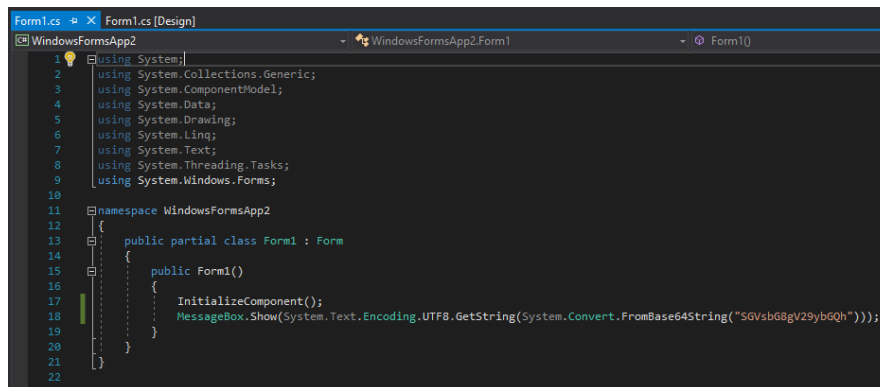 Form1.cs Form1.cs [Design]
C# WindowsFormsApp2 WindowsFormsApp2.Form1 Form1()
1 using System;
2 using System.Collections.Generic;
3 using System.ComponentModel;
4 using System.Data;
5 using System.Drawing;
6 using System.Linq;
7 using System.Text;
8 using System.Threading.Tasks;
9 using System.Windows.Forms;
10
11 namespace WindowsFormsApp2
12 {
13 public partial class Form1 : Form
14 {
15 public Form1()
16 {
17 InitializeComponent();
18 MessageBox.Show(System.Text.Encoding.UTF8.GetString(System.Convert.FromBase64String("SGVsbG8gV29ybGQh")));
19 }
20 }
21 }
22